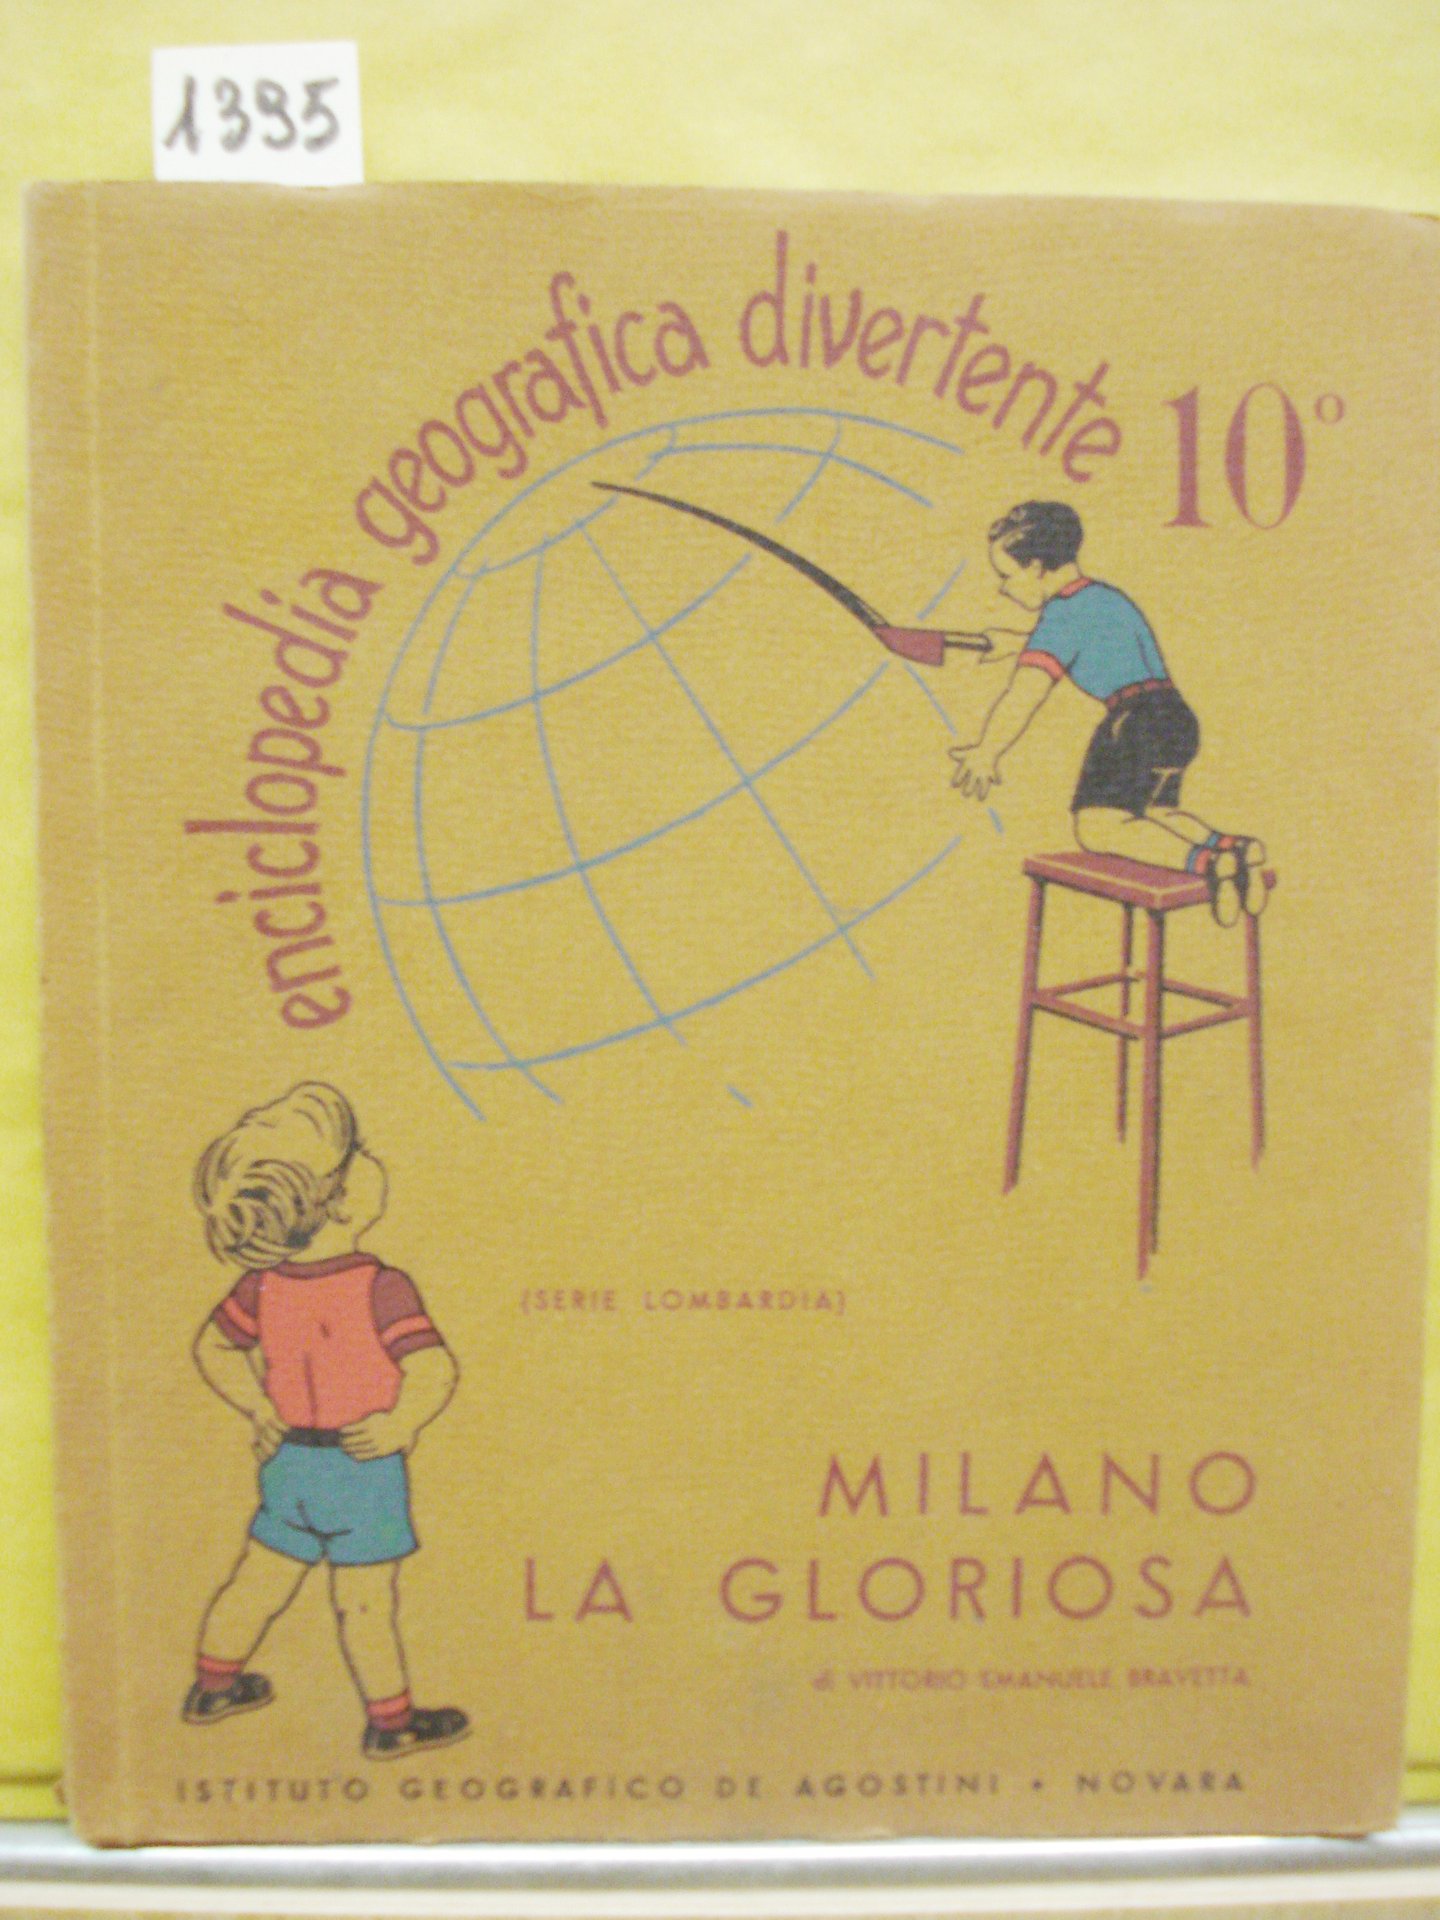 1395
enciclopedia geografica divertente 10°
(SERIE LOMBARDIA)
MILANO
LA GLORIOSA
di VITTORIO EMANUELE BRAVETTA
ISTITUTO GEOGRAFICO DE AGOSTINI • NOVARA